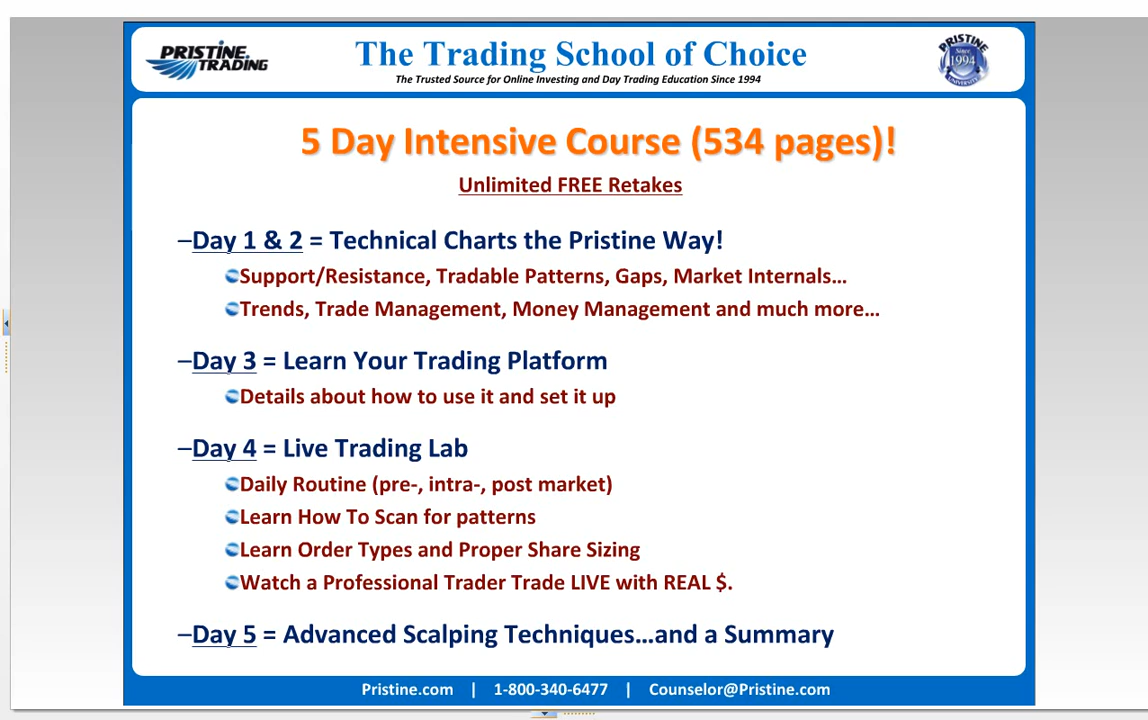 PRISTINE
TRADING
The Trading School of Choice
The Trusted Source for Online Investing and Day Trading Education Since 1994
PRISTINE
Since
1994
UNIVERSITY
5 Day Intensive Course (534 pages)!
Unlimited FREE Retakes
–Day 1 & 2 = Technical Charts the Pristine Way!
Support/Resistance, Tradable Patterns, Gaps, Market Internals…
Trends, Trade Management, Money Management and much more…
–Day 3 = Learn Your Trading Platform
Details about how to use it and set it up
–Day 4 = Live Trading Lab
Daily Routine (pre-, intra-, post market)
Learn How To Scan for patterns
Learn Order Types and Proper Share Sizing
Watch a Professional Trader Trade LIVE with REAL $.
–Day 5 = Advanced Scalping Techniques…and a Summary
Pristine.com | 1-800-340-6477 | Counselor@Pristine.com